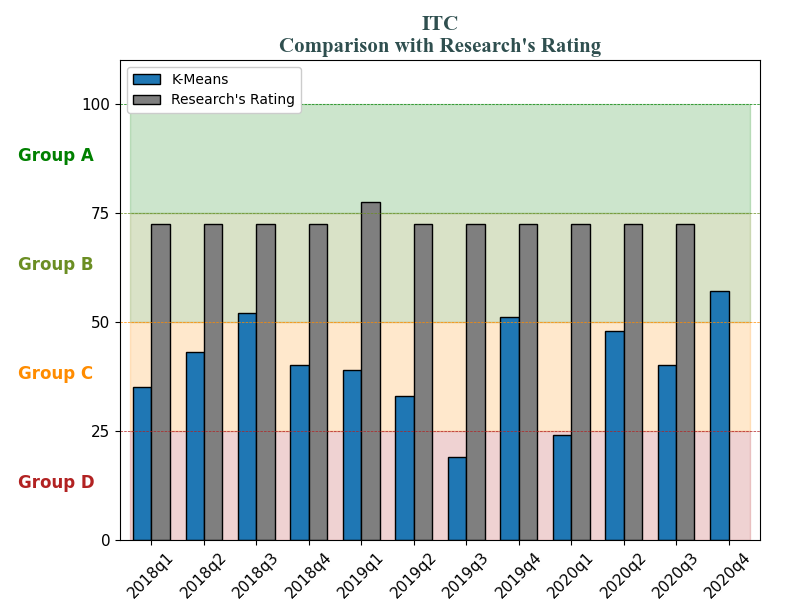 ITC
Comparison with Research's Rating
K-Means
Research's Rating
100
Group A
75
Group B
50
Group C
25
Group D
0
2018q1
2018q2
2018q3
2018q4
2019q1
2019q2
2019q3
2019q4
2020q1
2020q2
2020q3
2020q4